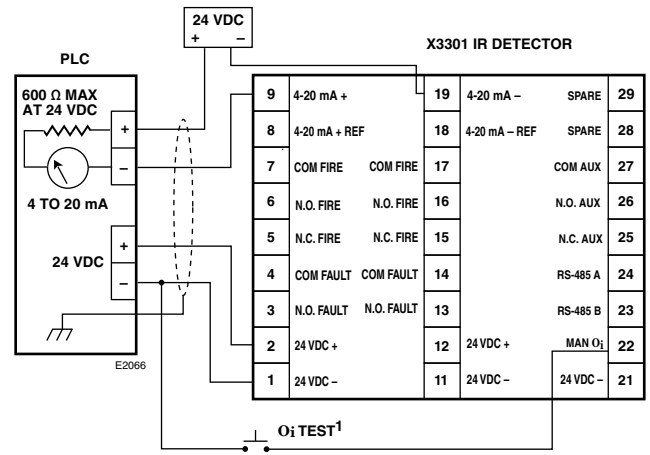 24 VDC
+ –
X3301 IR DETECTOR
PLC
600 Ω MAX
AT 24 VDC
+
–
4 TO 20 mA
24 VDC
+
–
E2066
9 4-20 mA + 19 4-20 mA – SPARE 29
8 4-20 mA + REF 18 4-20 mA – REF SPARE 28
7 COM FIRE COM FIRE 17 COM AUX 27
6 N.O. FIRE N.O. FIRE 16 N.O. AUX 26
5 N.C. FIRE N.C. FIRE 15 N.C. AUX 25
4 COM FAULT COM FAULT 14 RS-485 A 24
3 N.O. FAULT N.O. FAULT 13 RS-485 B 23
2 24 VDC + 12 24 VDC + MAN Oi 22
1 24 VDC – 11 24 VDC – 24 VDC – 21
Oi TEST1